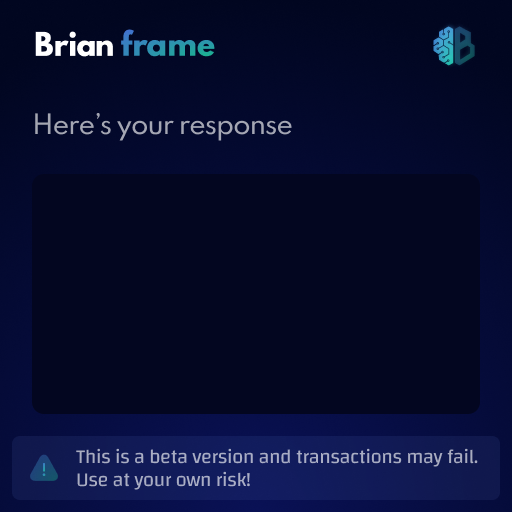 Brian frame
Here's your response
This is a beta version and transactions may fail.
Use at your own risk!